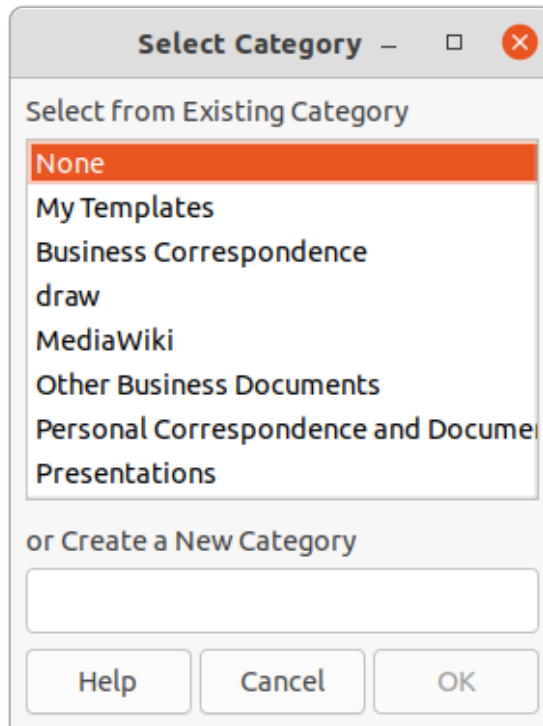 Select Category
Select from Existing Category
None
My Templates
Business Correspondence
draw
MediaWiki
Other Business Documents
Personal Correspondence and
Presentations
or Create a New Category
Help Cancel OK